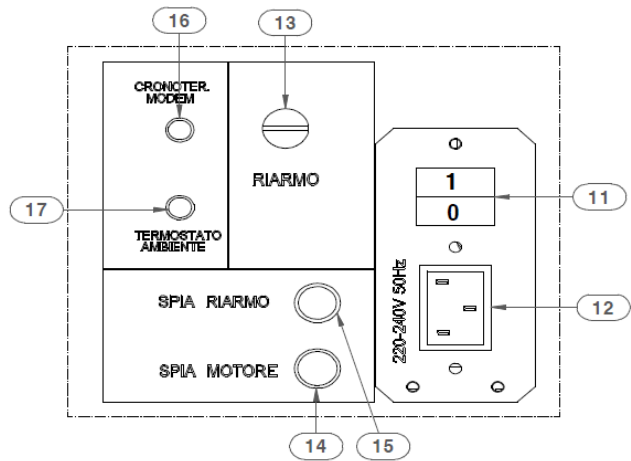 16
13
CRONOTER.
MODEM
RIARMO
1
0
11
17
TERMOSTATO
AMBIENTE
220-240V 50Hz
12
SPIA RIARMO
SPIA MOTORE
14
15